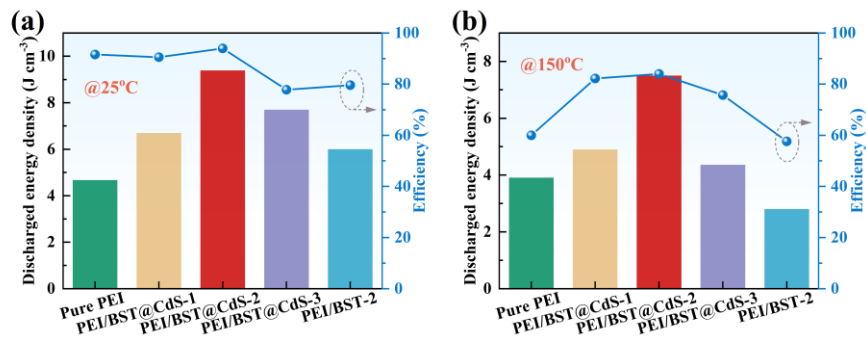 (a)
@25°C
Discharged energy density (J cm⁻³)
10
8
6
4
2
0
Efficiency (%)
100
80
60
40
20
0
Pure PEI
PEI/BST@CdS-1
PEI/BST@CdS-2
PEI/BST@CdS-3
PEI/BST-2
(b)
@150°C
Discharged energy density (J cm⁻³)
8
6
4
2
0
Efficiency (%)
100
80
60
40
20
0
Pure PEI
PEI/BST@CdS-1
PEI/BST@CdS-2
PEI/BST@CdS-3
PEI/BST-2